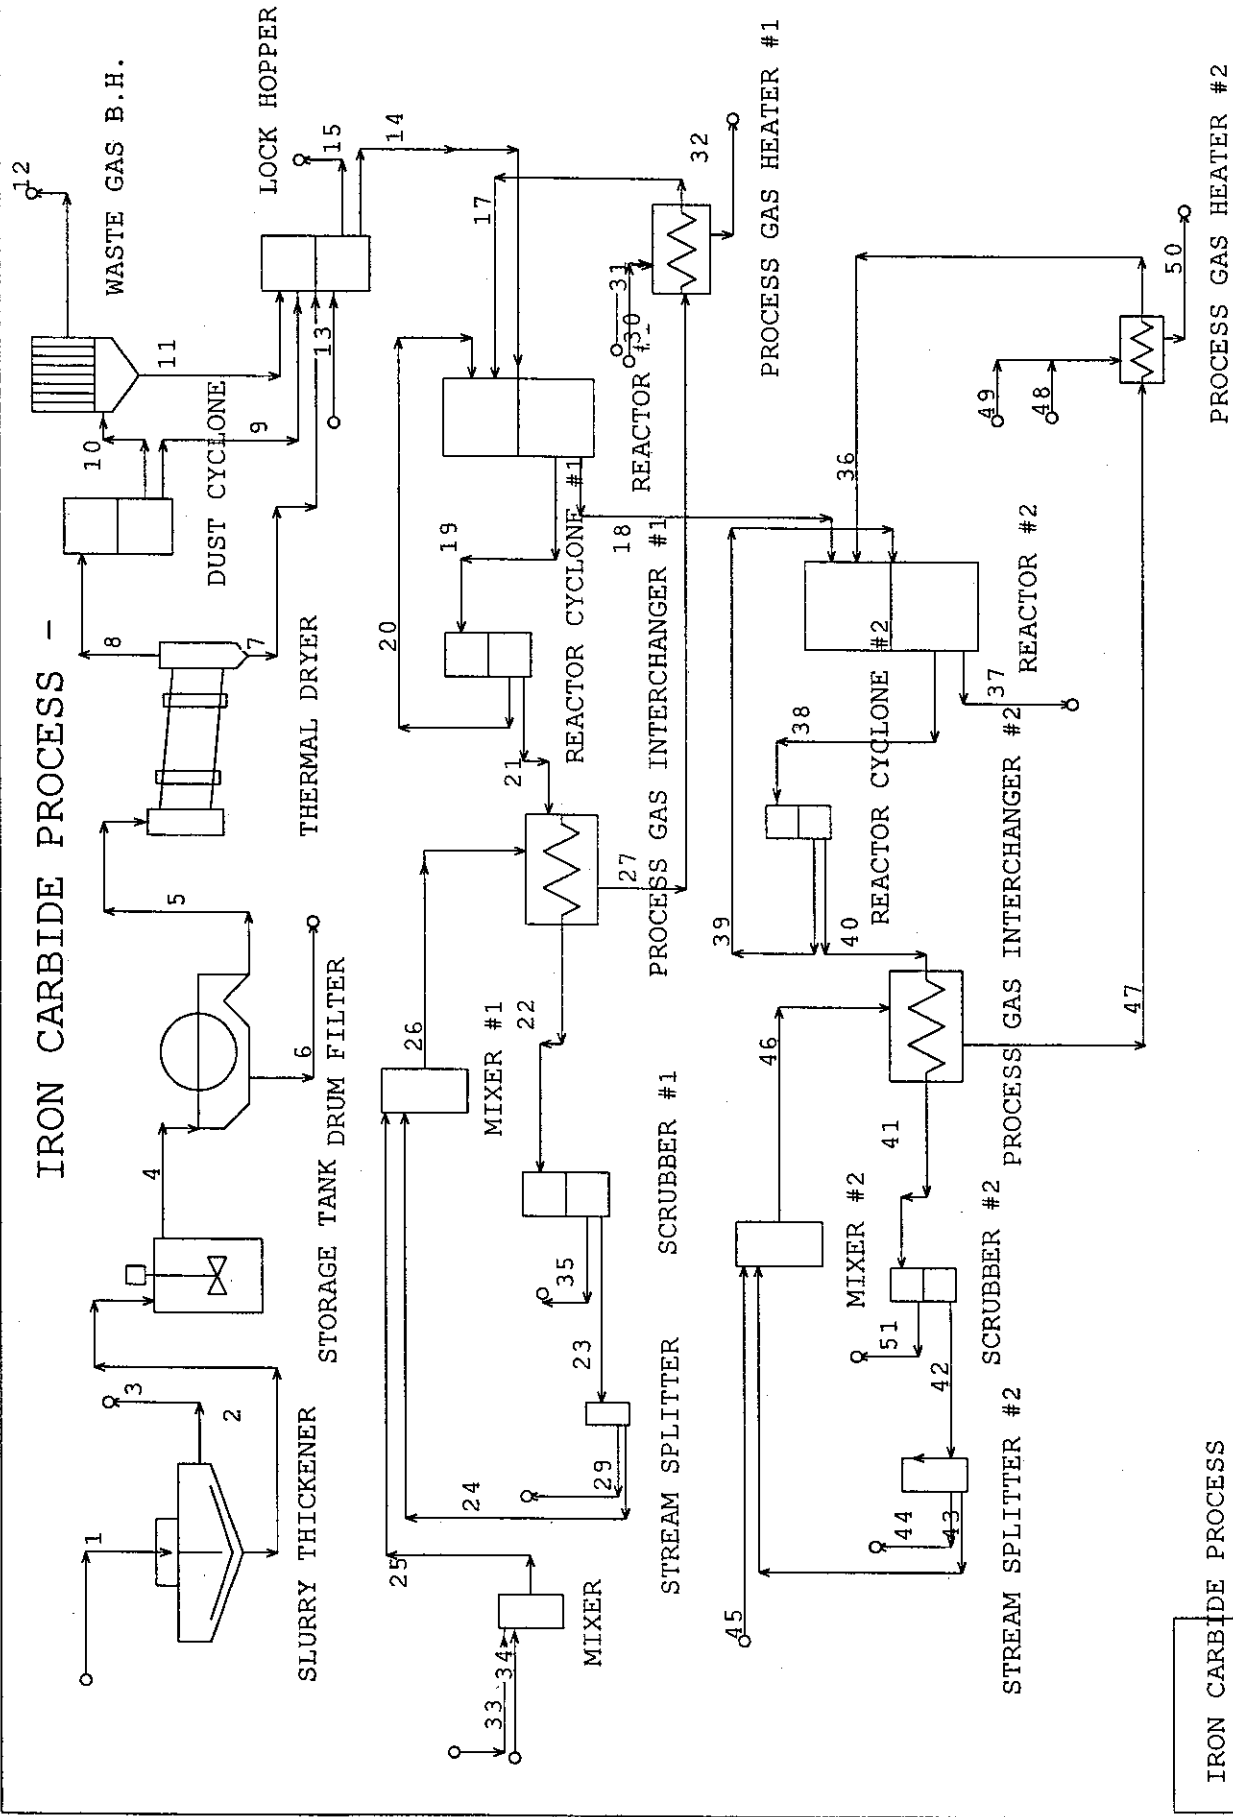 IRON CARBIDE PROCESS -
1
2
3
SLURRY THICKENER
STORAGE TANK
4
DRUM FILTER
5
6
THERMAL DRYER
7
8
DUST CYCLONE
9
10
11
WASTE GAS B.H.
12
13
LOCK HOPPER
15
14
33
34
MIXER
25
24
29
STREAM SPLITTER
23
35
SCRUBBER #1
MIXER #1
26
22
PROCESS GAS INTERCHANGER #1
27
21
20
19
REACTOR CYCLONE #1
18
17
REACTOR #1
30
31
32
PROCESS GAS HEATER #1
45
STREAM SPLITTER #2
44
43
42
51
SCRUBBER #2
MIXER #2
46
41
PROCESS GAS INTERCHANGER #2
40
39
38
REACTOR CYCLONE #2
37
REACTOR #2
36
47
48
49
50
PROCESS GAS HEATER #2
IRON CARBIDE PROCESS